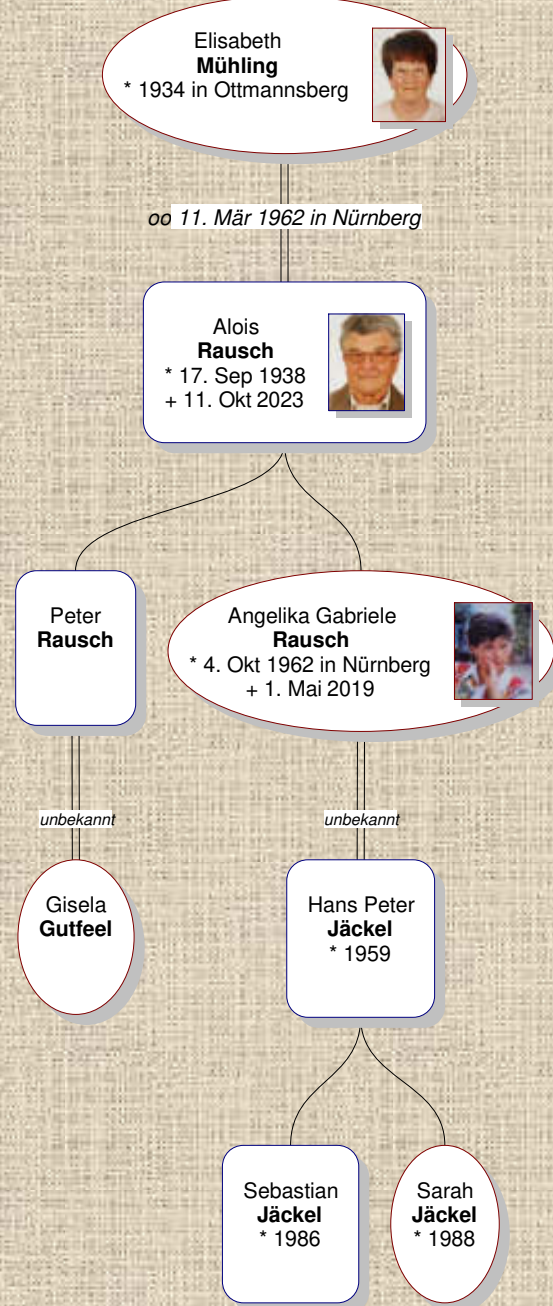 Elisabeth
Mühling
* 1934 in Ottmannsberg
oo 11. Mär 1962 in Nürnberg
Alois
Rausch
* 17. Sep 1938
+ 11. Okt 2023
Peter
Rausch
Angelika Gabriele
Rausch
* 4. Okt 1962 in Nürnberg
+ 1. Mai 2019
unbekannt
unbekannt
Gisela
Gutfeel
Hans Peter
Jäckel
* 1959
Sebastian
Jäckel
* 1986
Sarah
Jäckel
* 1988